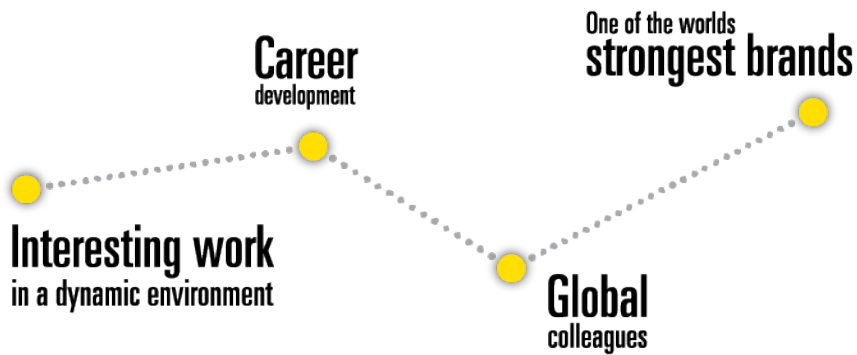 Interesting work
in a dynamic environment
Career
development
Global
colleagues
One of the worlds
strongest brands